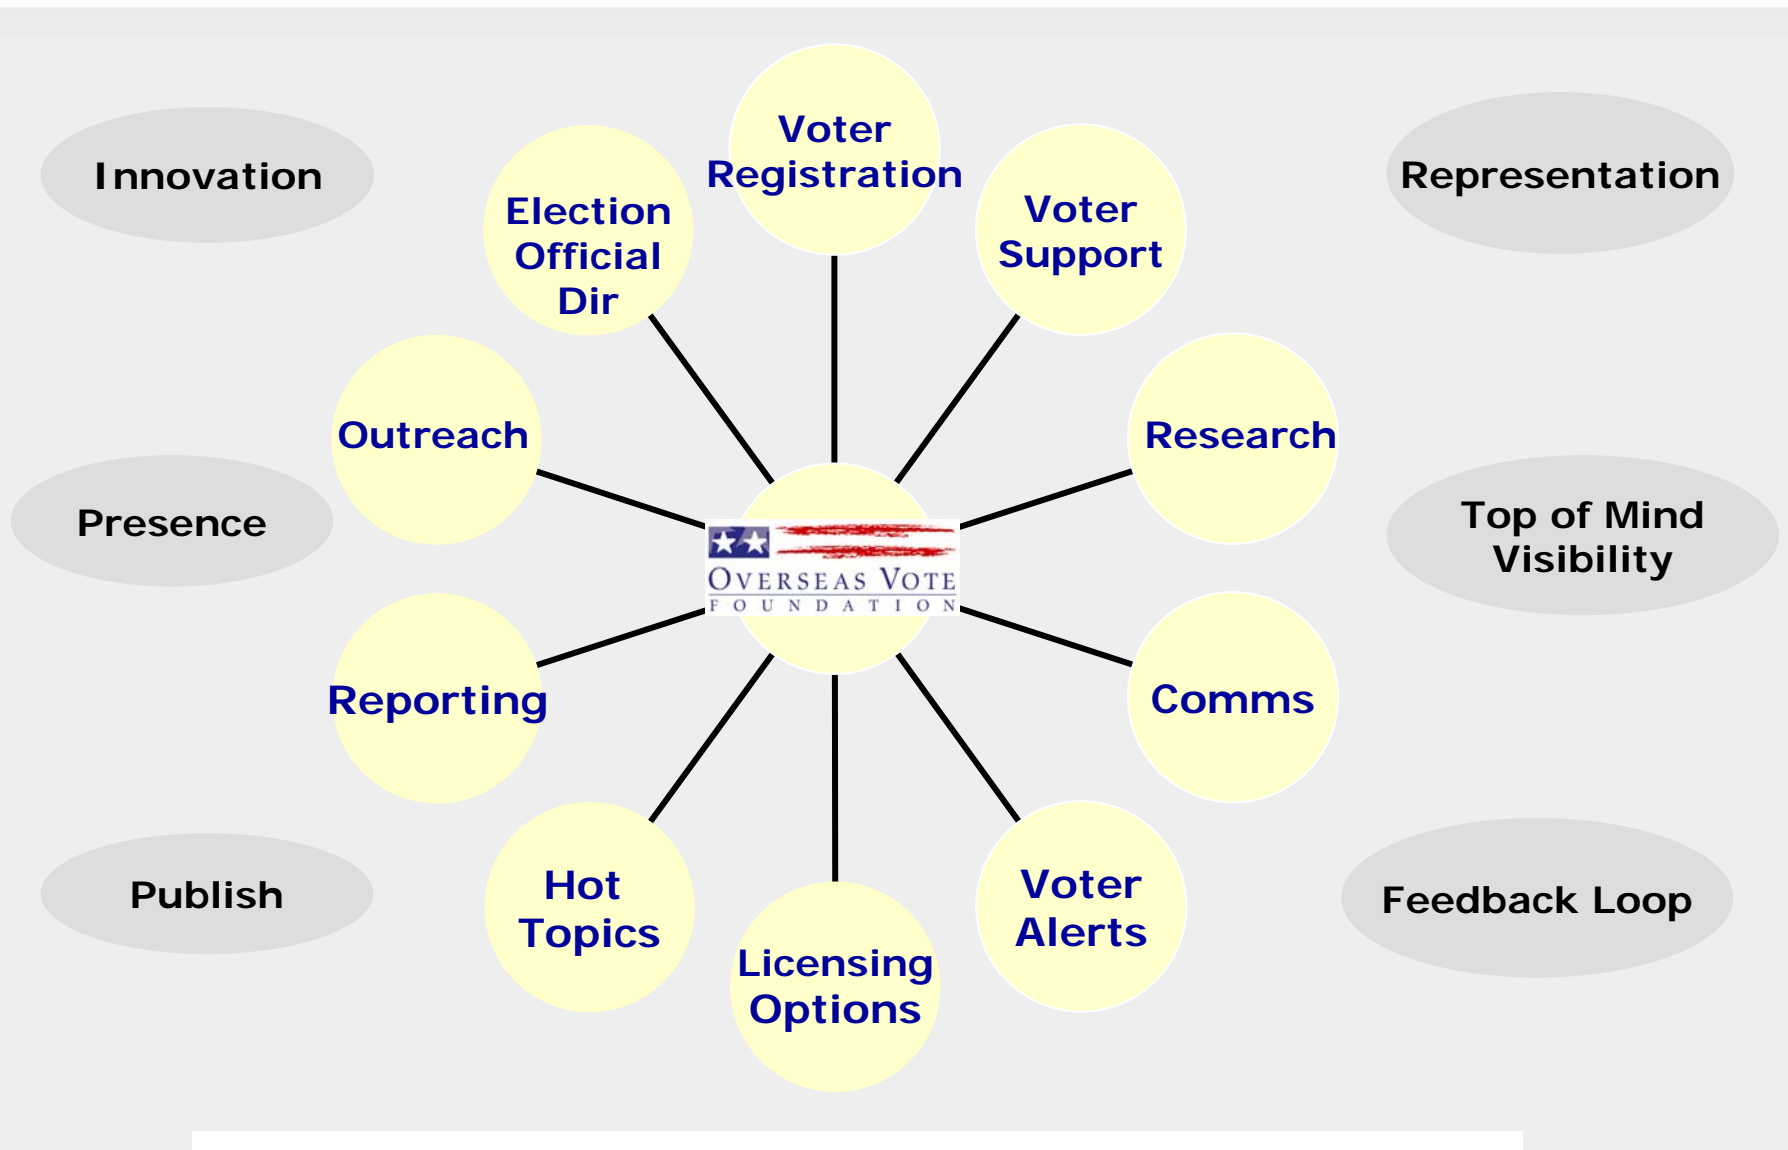 Voter
Registration
Innovation
Representation
Election
Official
Dir
Voter
Support
Outreach
Research
Presence
Top of Mind
Visibility
OVERSEAS VOTE
FOUNDATION
Reporting
Comms
Publish
Hot
Topics
Voter
Alerts
Feedback Loop
Licensing
Options